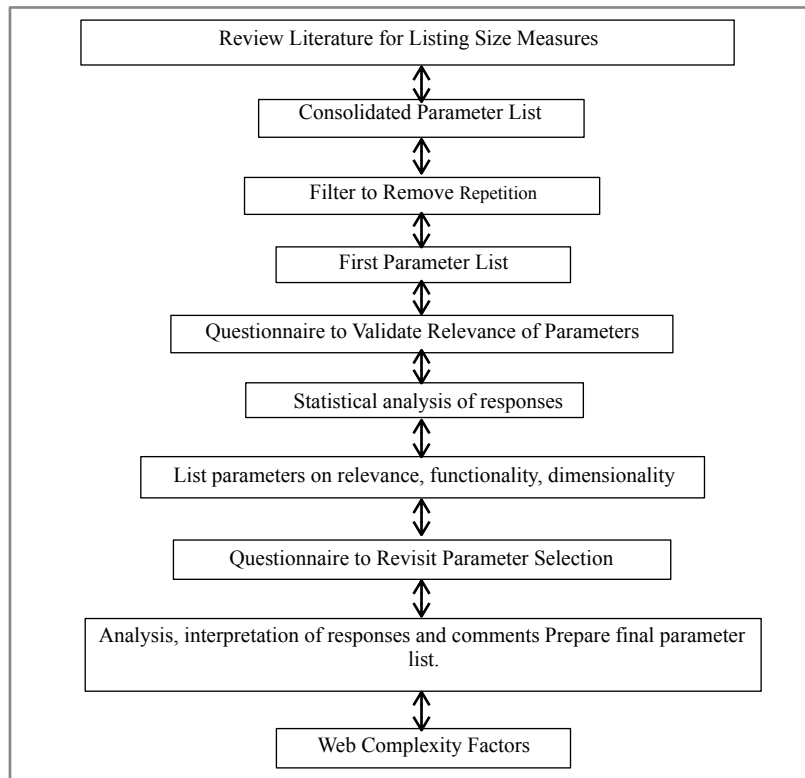 Review Literature for Listing Size Measures
Consolidated Parameter List
Filter to Remove Repetition
First Parameter List
Questionnaire to Validate Relevance of Parameters
Statistical analysis of responses
List parameters on relevance, functionality, dimensionality
Questionnaire to Revisit Parameter Selection
Analysis, interpretation of responses and comments Prepare final parameter
list.
Web Complexity Factors